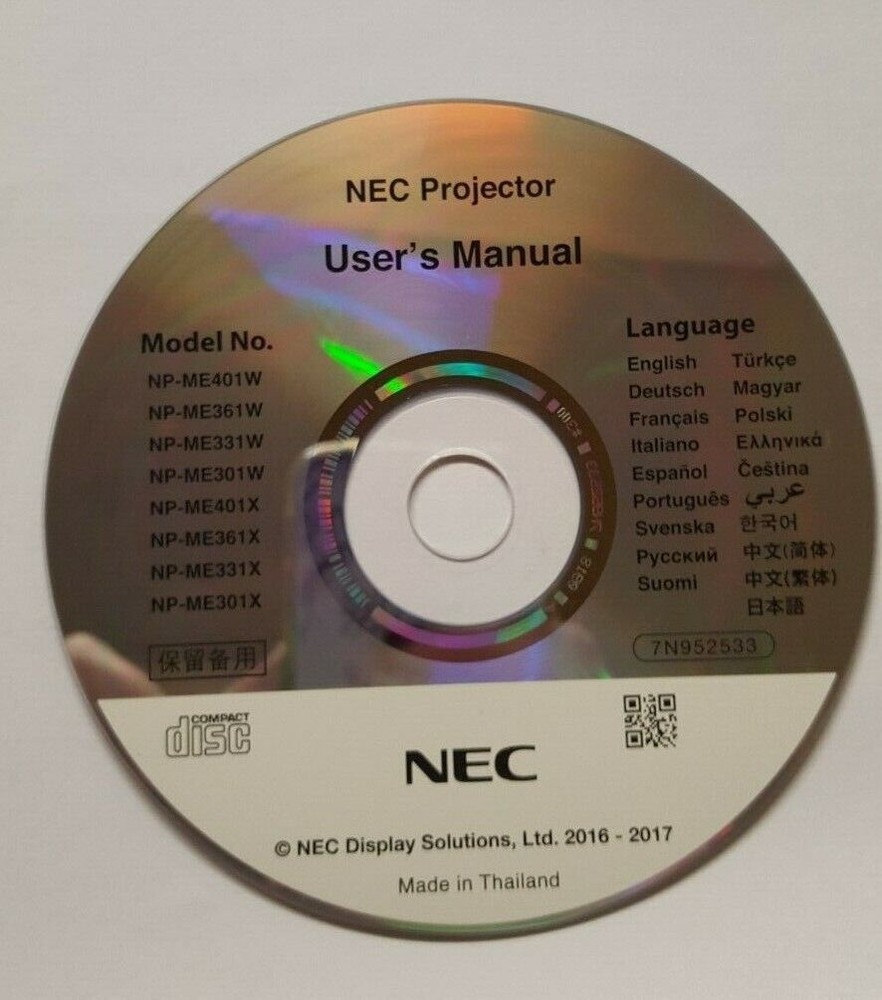 NEC Projector
User's Manual
Model No.
NP-ME401W
NP-ME361W
NP-ME331W
NP-ME301W
NP-ME401X
NP-ME361X
NP-ME331X
NP-ME301X
保留备用
Language
English Türkçe
Deutsch Magyar
Français Polski
Italiano Ελληνικά
Español Čeština
Português عربي
Svenska 한국어
Русский 中文(简体)
Suomi 中文(繁体)
日本語
7N952533
COMPACT
disc
NEC
© NEC Display Solutions, Ltd. 2016 - 2017
Made in Thailand